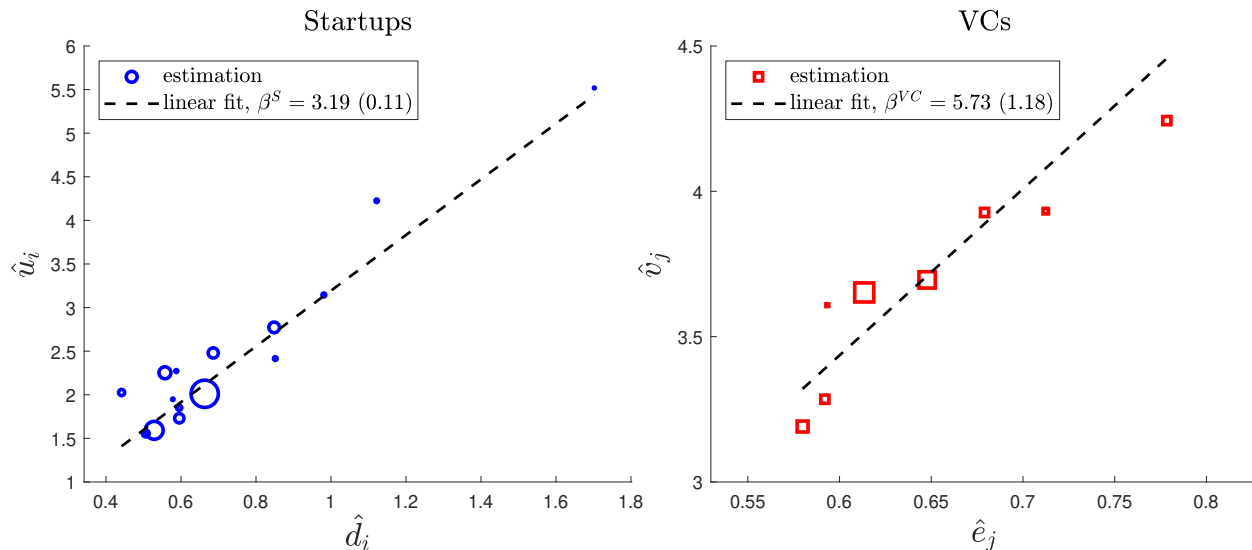 Startups
6
5.5
5
4.5
4
3.5
3
2.5
2
1.5
1
0.4 0.6 0.8 1 1.2 1.4 1.6 1.8
û_i
d̂_i
estimation
linear fit, β^S = 3.19 (0.11)
VCs
4.5
4
3.5
3
0.55 0.6 0.65 0.7 0.75 0.8
v̂_j
ê_j
estimation
linear fit, β^{VC} = 5.73 (1.18)